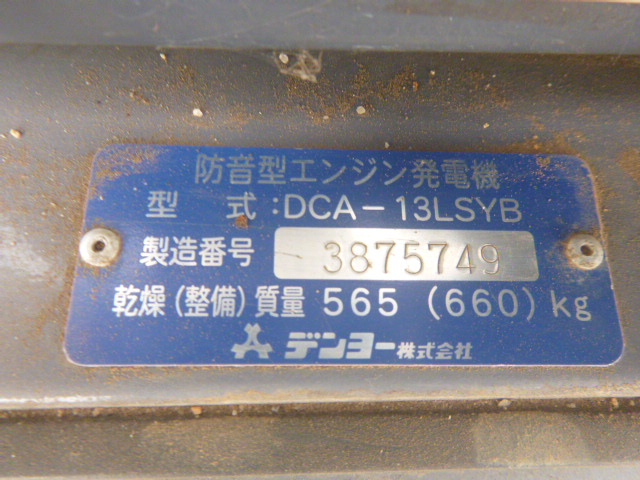 防音型エンジン発電機
型 式:DCA-13LSYB
製造番号 3875749
乾燥(整備)質量 565 (660)kg
デンヨー株式会社